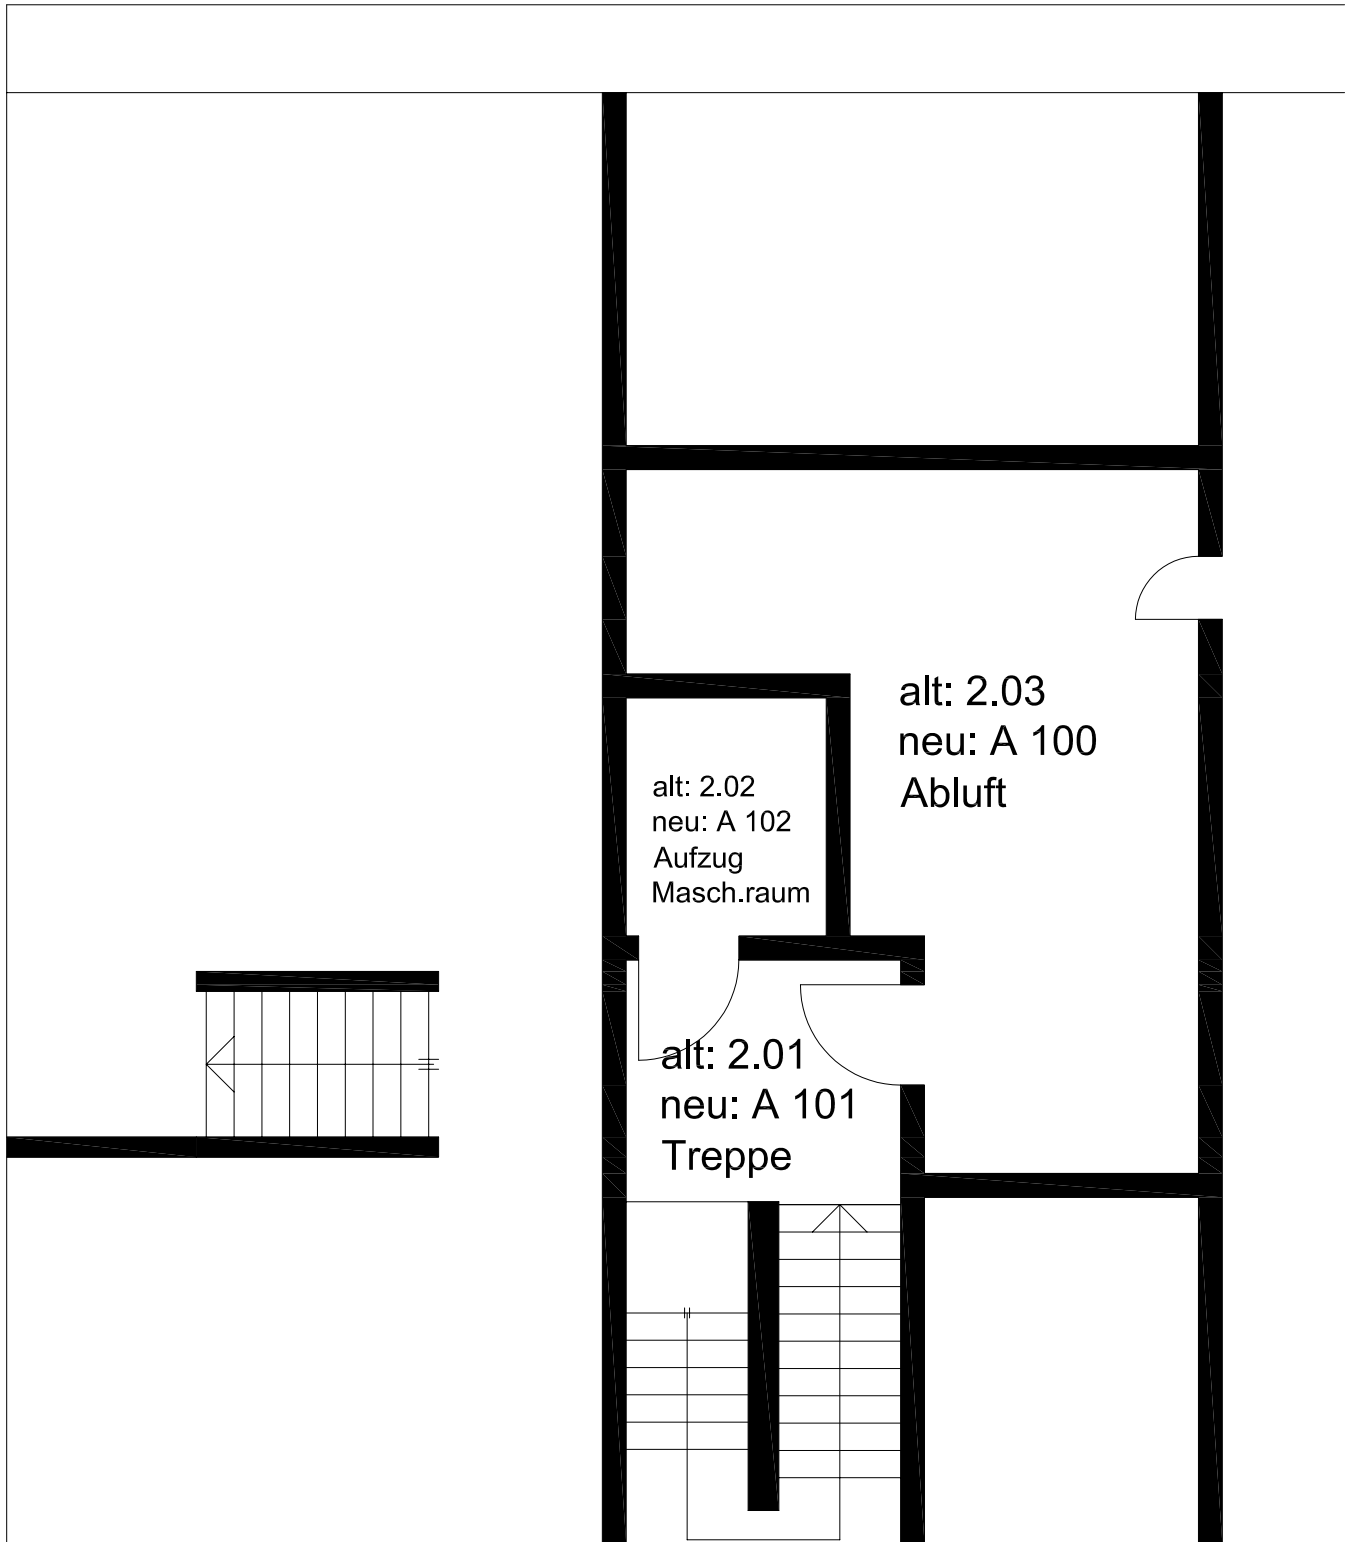 alt: 2.03
neu: A 100
Abluft
alt: 2.02
neu: A 102
Aufzug
Masch.raum
alt: 2.01
neu: A 101
Treppe